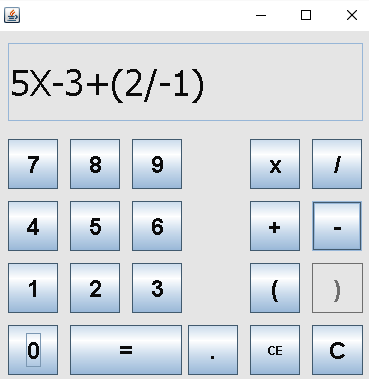 5X-3+(2/-1)
7 8 9 x /
4 5 6 + -
1 2 3 ( )
0 = . CE C